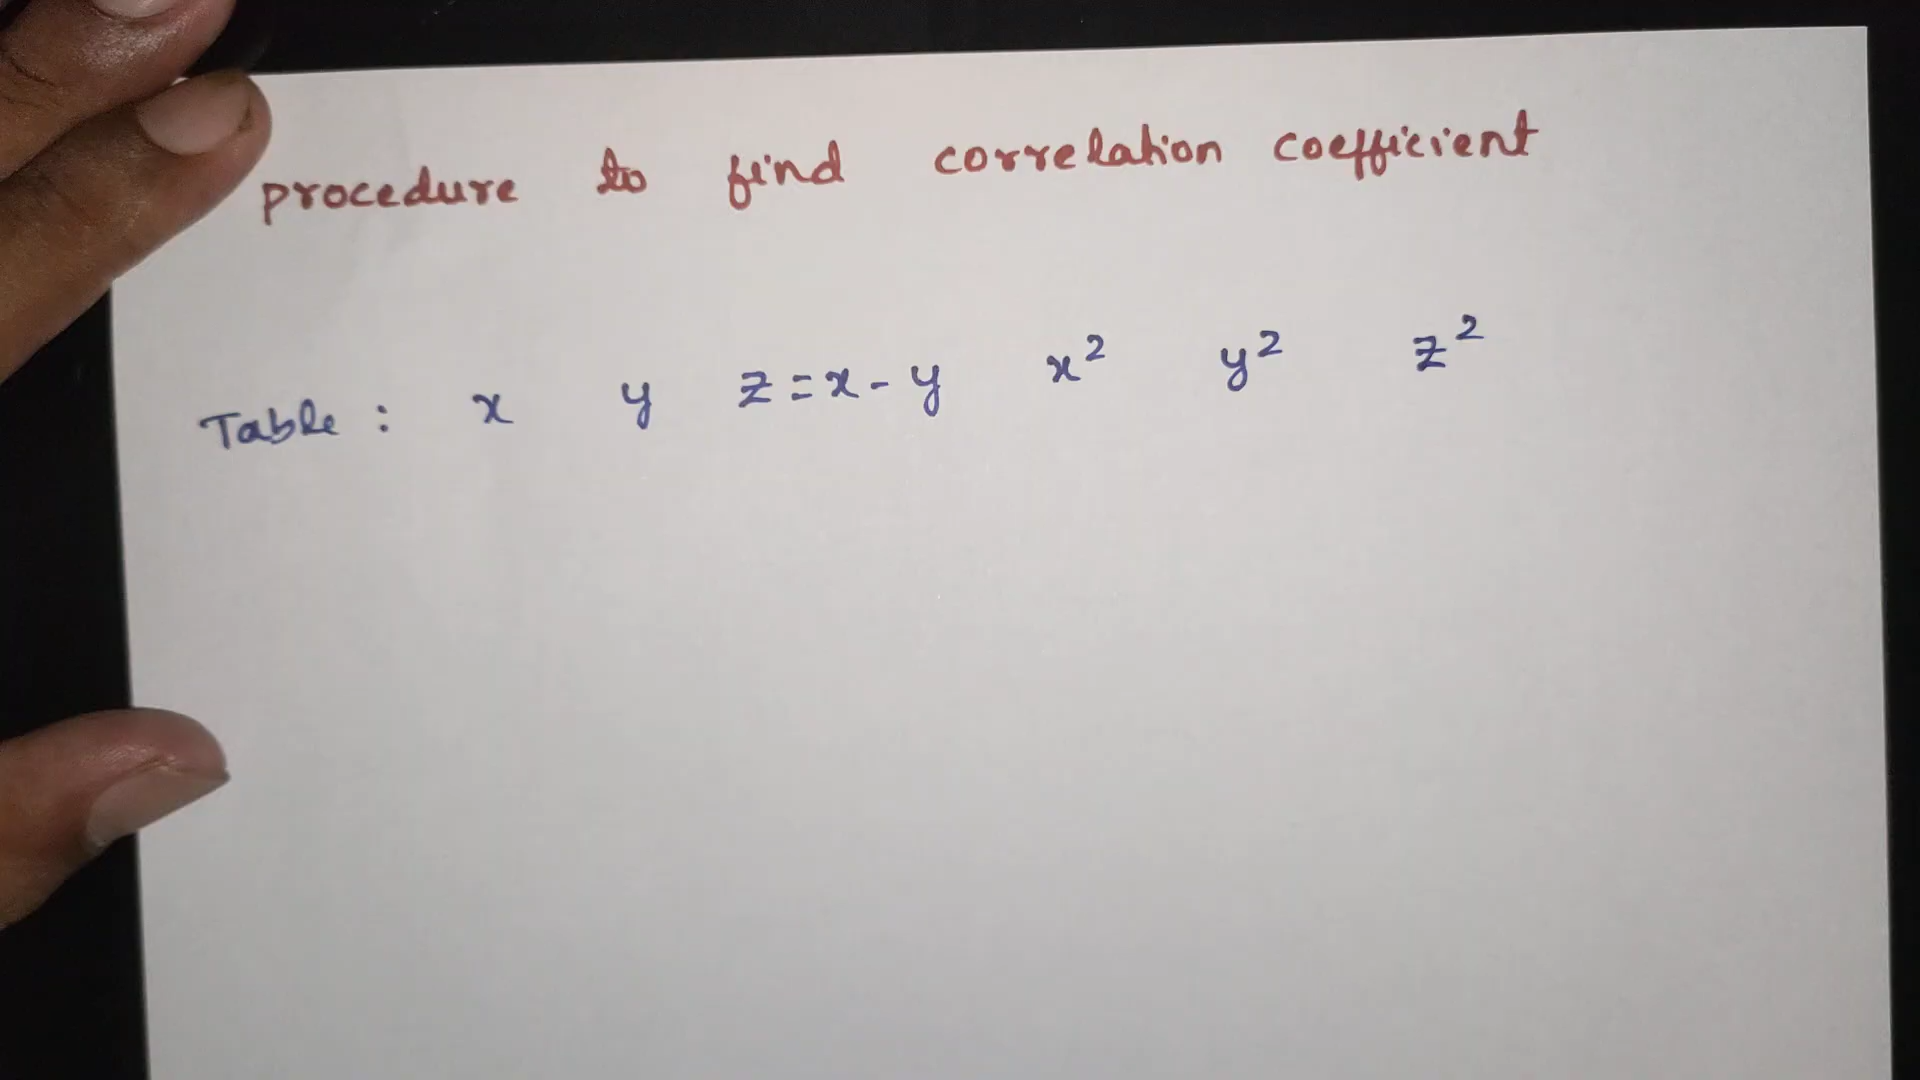 procedure to find correlation coefficient
Table : x y z = x - y x² y² z²